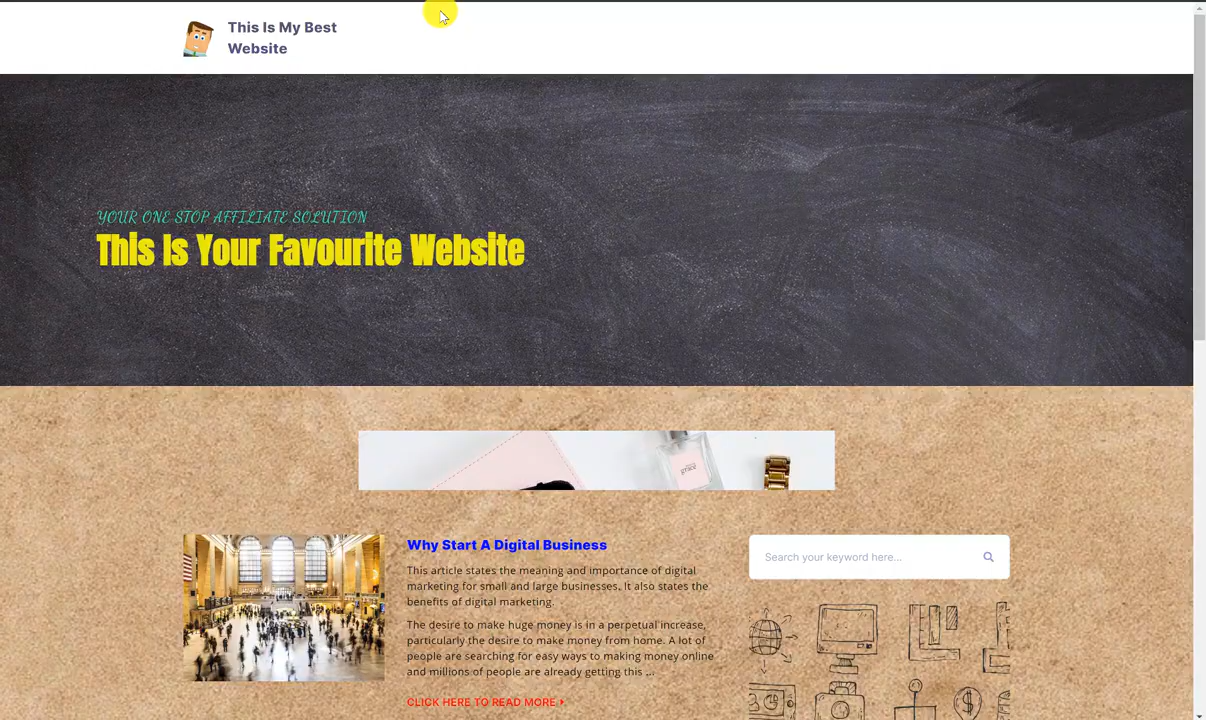 This Is My Best
Website
YOUR ONE STOP AFFILIATE SOLUTION
This Is Your Favourite Website
grace
Why Start A Digital Business
This article states the meaning and importance of digital
marketing for small and large businesses. It also states the
benefits of digital marketing.
The desire to make huge money is in a perpetual increase,
particularly the desire to make money from home. A lot of
people are searching for easy ways to making money online
and millions of people are already getting this ...
CLICK HERE TO READ MORE
Search your keyword here...